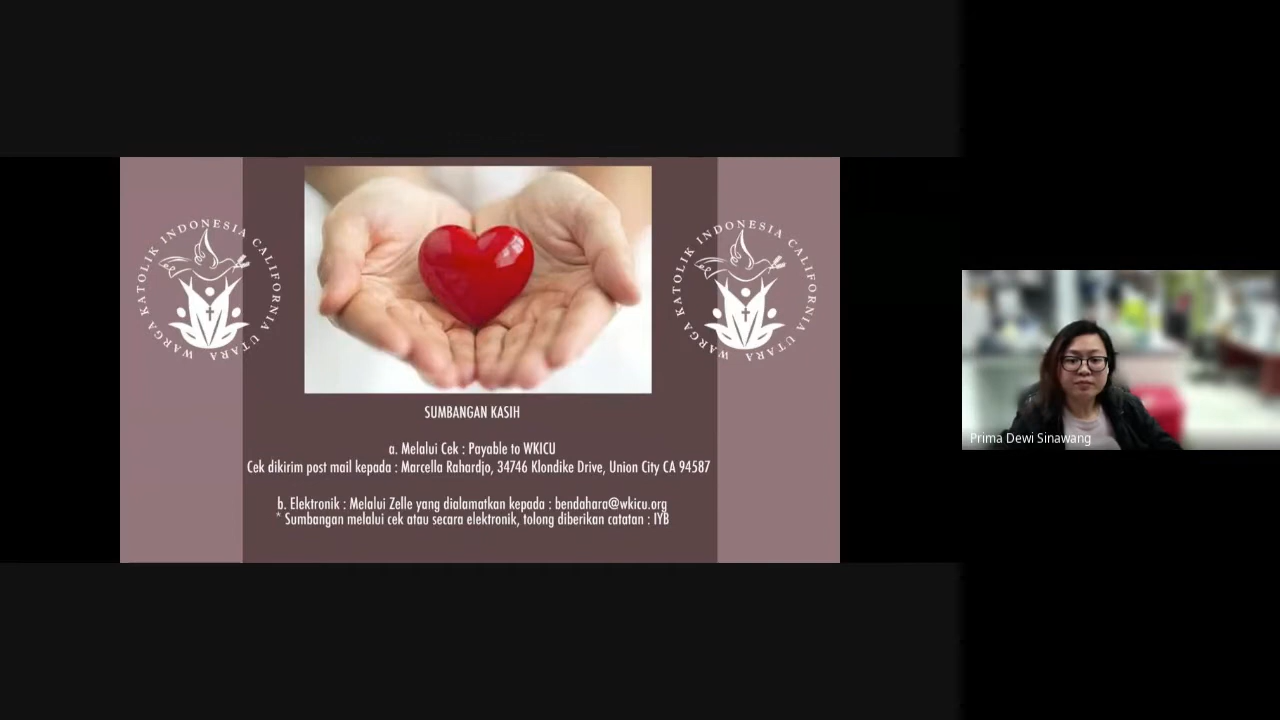 WARGA KATOLIK INDONESIA CALIFORNIA UTARA
WARGA KATOLIK INDONESIA CALIFORNIA UTARA
SUMBANGAN KASIH
a. Melalui Cek : Payable to WKICU
Cek dikirim post mail kepada : Marcella Rahardjo, 34746 Klondike Drive, Union City CA 94587
b. Elektronik : Melalui Zelle yang dialamatkan kepada : bendahara@wkicu.org
* Sumbangan melalui cek atau secara elektronik, tolong diberikan catatan : IYB
Prima Dewi Sinawang